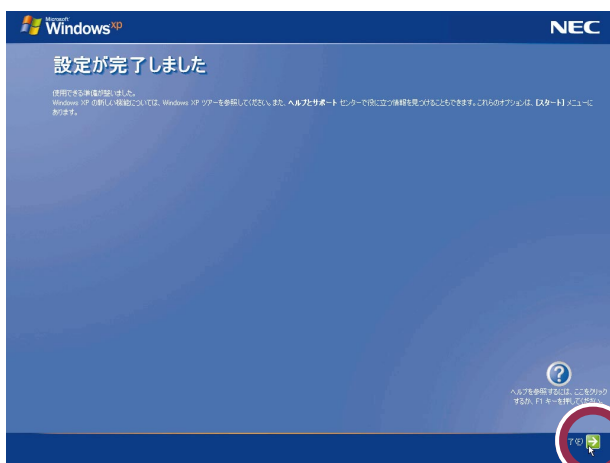 Microsoft
Windows xp
NEC
設定が完了しました
使用できる準備が整いました。
Windows XP の新しい機能については、Windows XP ツアーを参照してください。また、ヘルプとサポート センターで役に立つ情報を見つけることもできます。これらのオプションは、[スタート] メニューに
あります。
ヘルプを参照するには、ここをクリック
するか、F1 キーを押してください。
了(F)